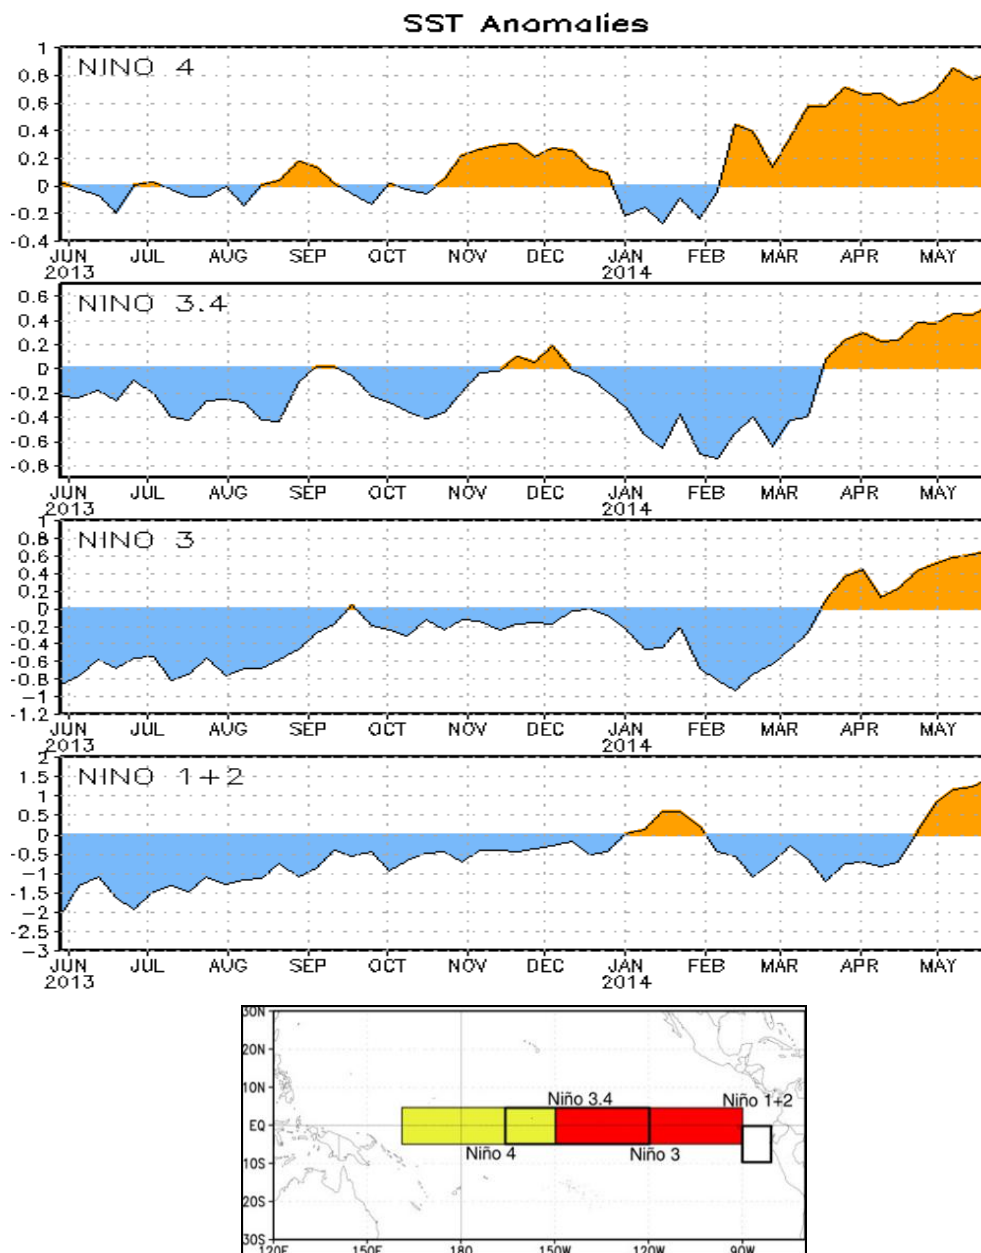 SST Anomalies
NINO 4
1
0.8
0.6
0.4
0.2
0
-0.2
-0.4
JUN JUL AUG SEP OCT NOV DEC JAN FEB MAR APR MAY
2013 2014
NINO 3.4
0.6
0.4
0.2
0
-0.2
-0.4
-0.6
-0.8
JUN JUL AUG SEP OCT NOV DEC JAN FEB MAR APR MAY
2013 2014
NINO 3
1
0.8
0.6
0.4
0.2
0
-0.2
-0.4
-0.6
-0.8
-1
-1.2
JUN JUL AUG SEP OCT NOV DEC JAN FEB MAR APR MAY
2013 2014
NINO 1+2
2
1.5
1
0.5
0
-0.5
-1
-1.5
-2
-2.5
-3
JUN JUL AUG SEP OCT NOV DEC JAN FEB MAR APR MAY
2013 2014
30N
20N
10N
EQ
10S
20S
30S
Niño 3.4 Niño 1+2
Niño 4 Niño 3
120E 150E 180 150W 120W 90W